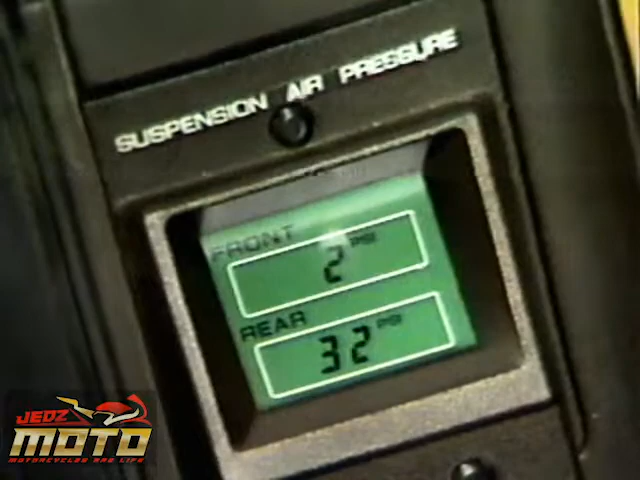 SUSPENSION AIR PRESSURE
FRONT
2 PSI
REAR
32 PSI
JEDZ
MOTO
MOTORCYCLES ARE LIFE